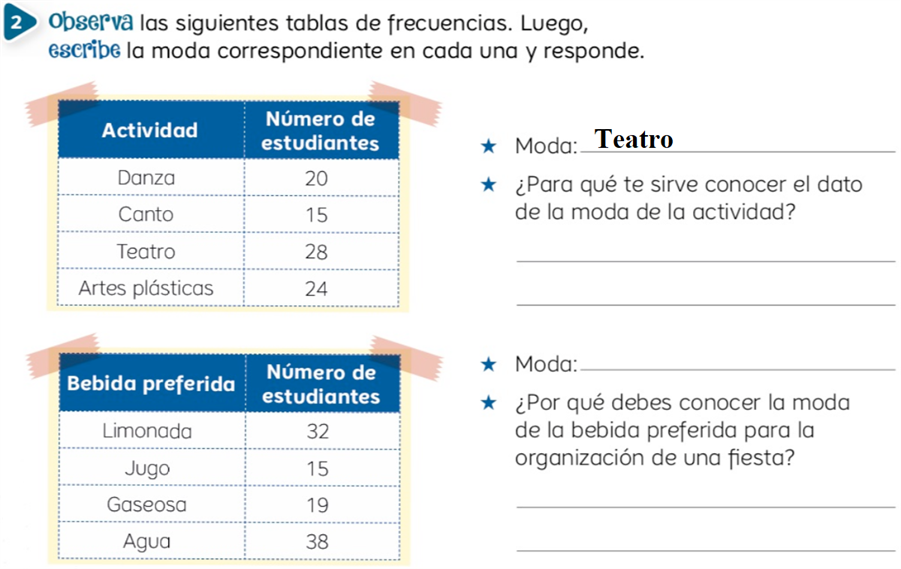 2 Observa las siguientes tablas de frecuencias. Luego,
escribe la moda correspondiente en cada una y responde.
Actividad Número de estudiantes
Danza 20
Canto 15
Teatro 28
Artes plásticas 24
★ Moda: Teatro
★ ¿Para qué te sirve conocer el dato
de la moda de la actividad?
Bebida preferida Número de estudiantes
Limonada 32
Jugo 15
Gaseosa 19
Agua 38
★ Moda:
★ ¿Por qué debes conocer la moda
de la bebida preferida para la
organización de una fiesta?